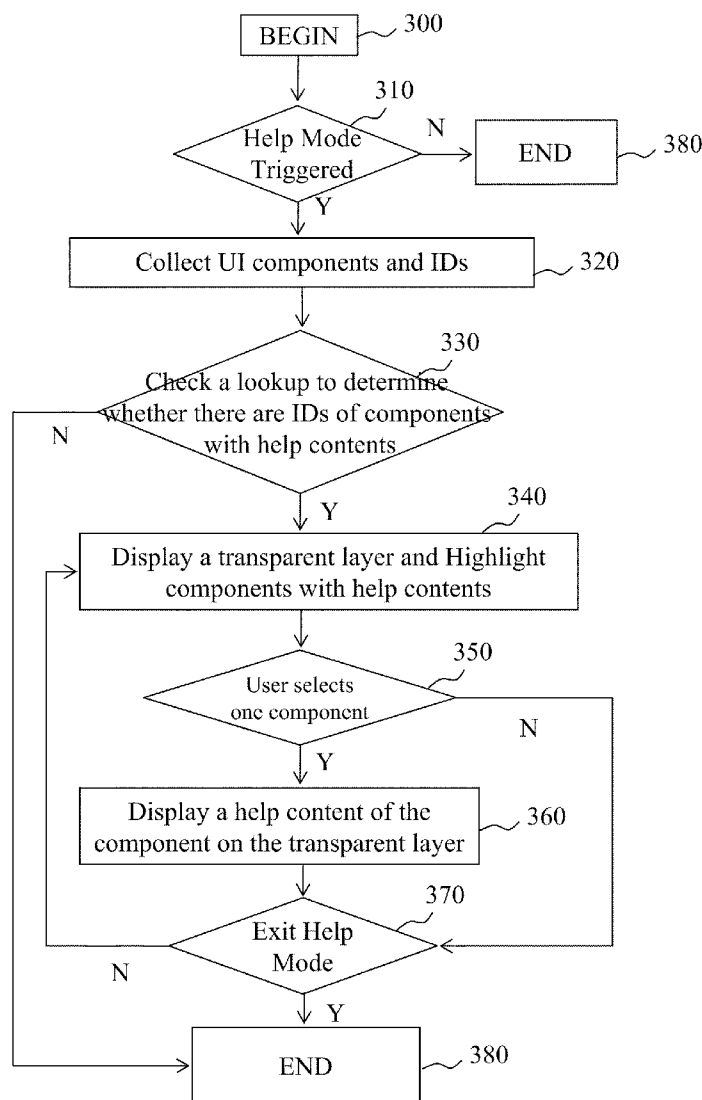 BEGIN
300
310
Help Mode
Triggered
N
END
380
Y
Collect UI components and IDs
320
330
Check a lookup to determine
whether there are IDs of components
with help contents
N
Y
340
Display a transparent layer and Highlight
components with help contents
350
User selects
one component
N
Y
Display a help content of the
component on the transparent layer
360
370
Exit Help
Mode
N
Y
END
380